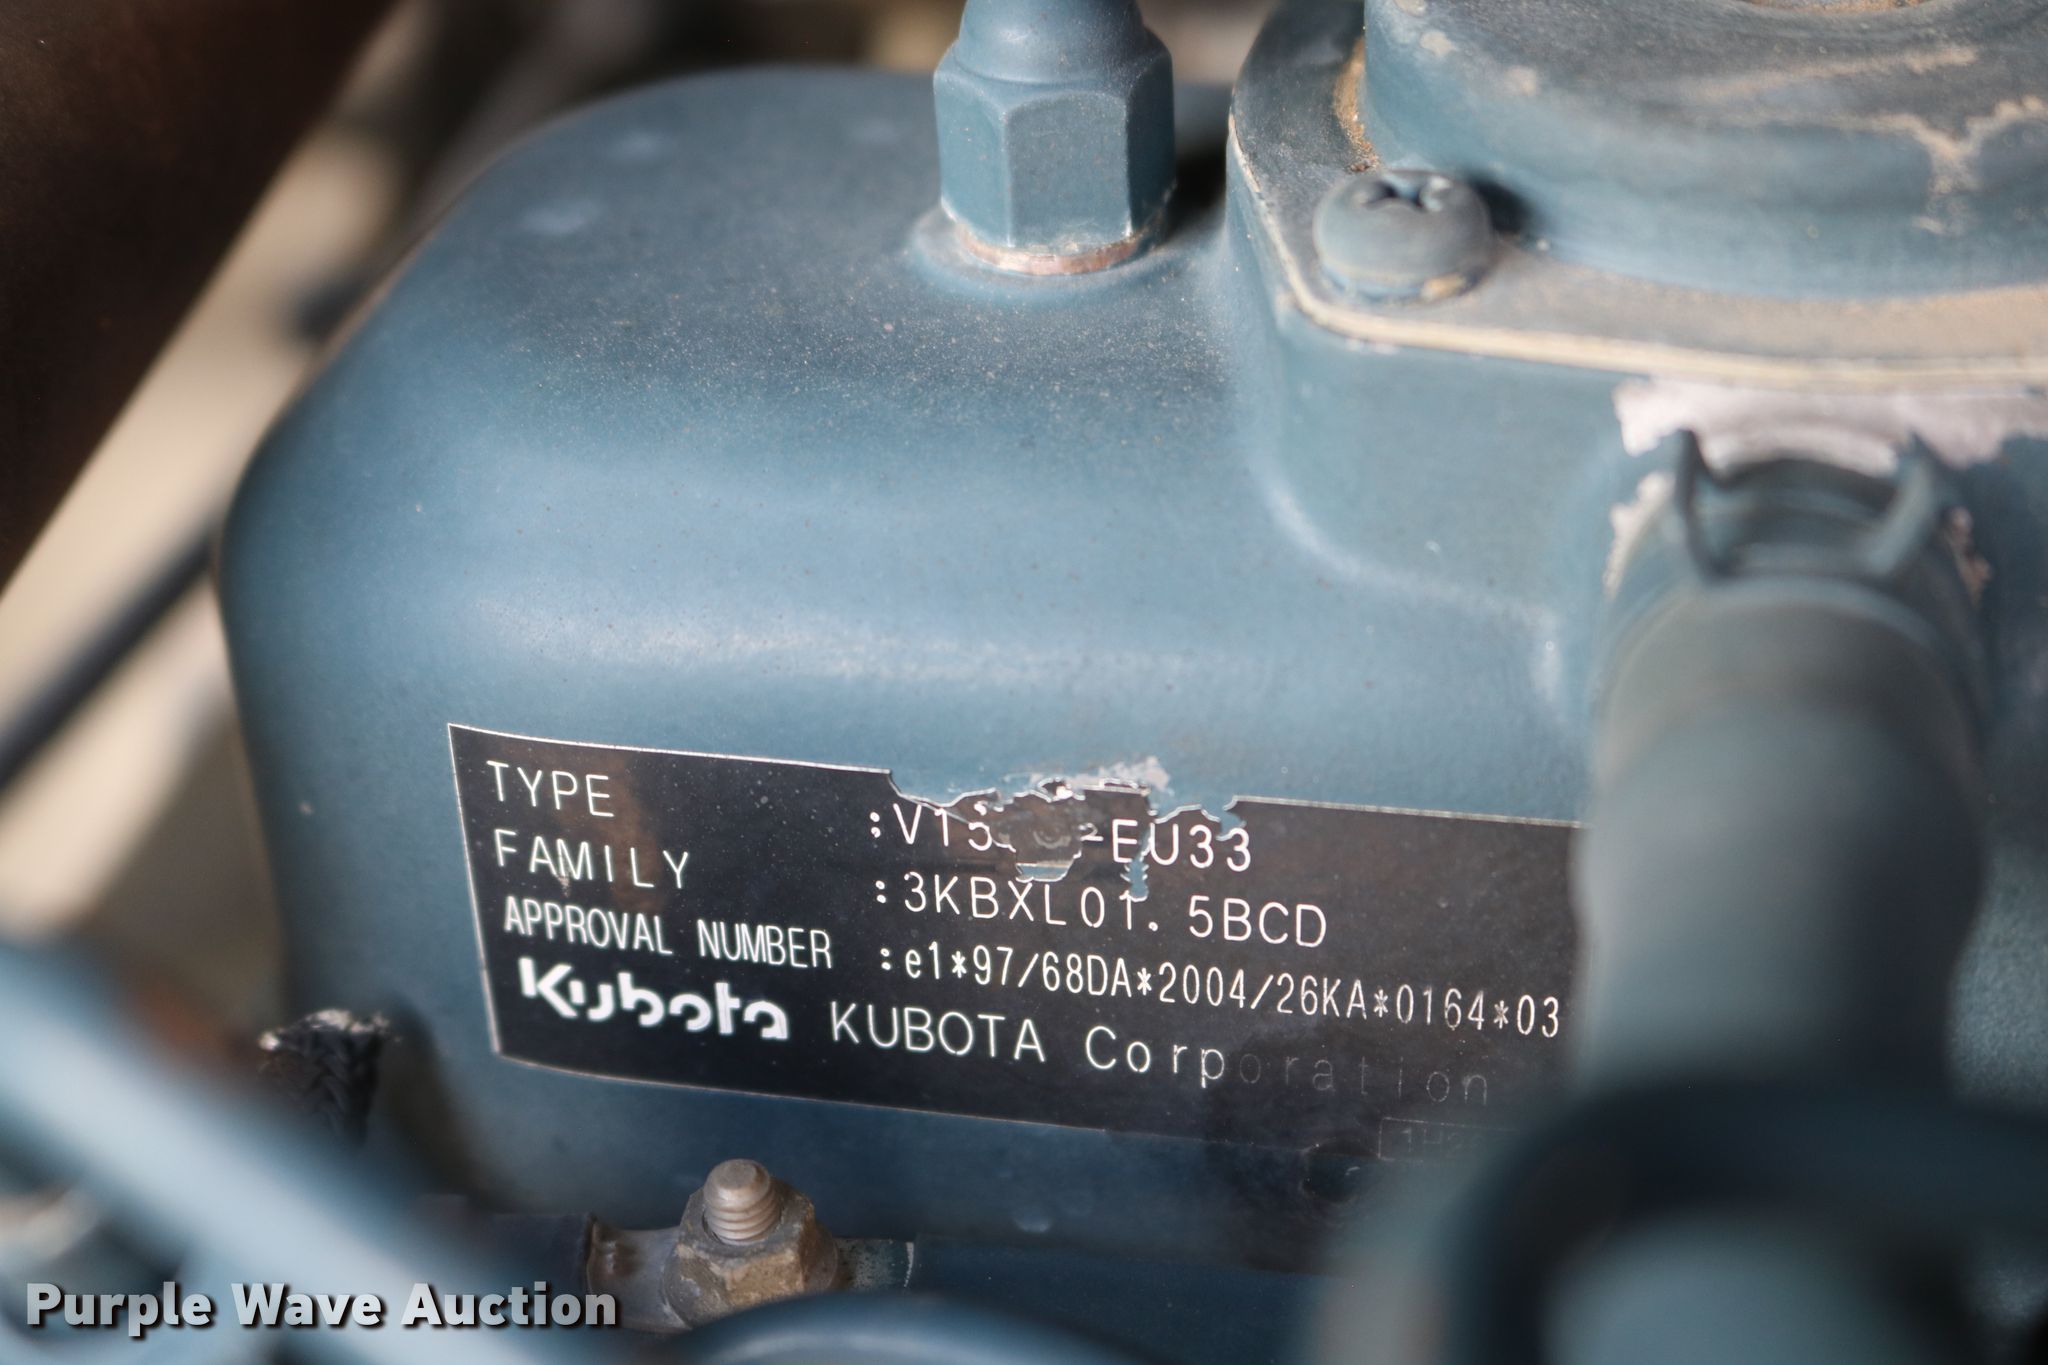 TYPE :V15 -EU33
FAMILY :3KBXL01.5BCD
APPROVAL NUMBER :e1*97/68DA*2004/26KA*0164*03
Kubota KUBOTA Corporation
Purple Wave Auction